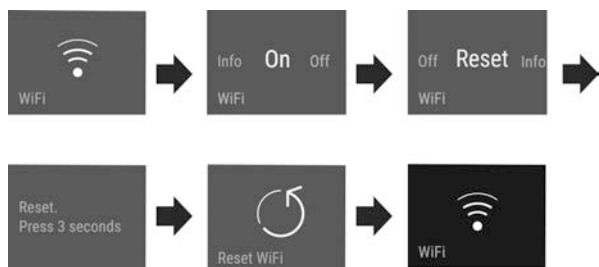 WiFi
Info On Off
WiFi
Off Reset Info
WiFi
Reset.
Press 3 seconds
Reset WiFi
WiFi